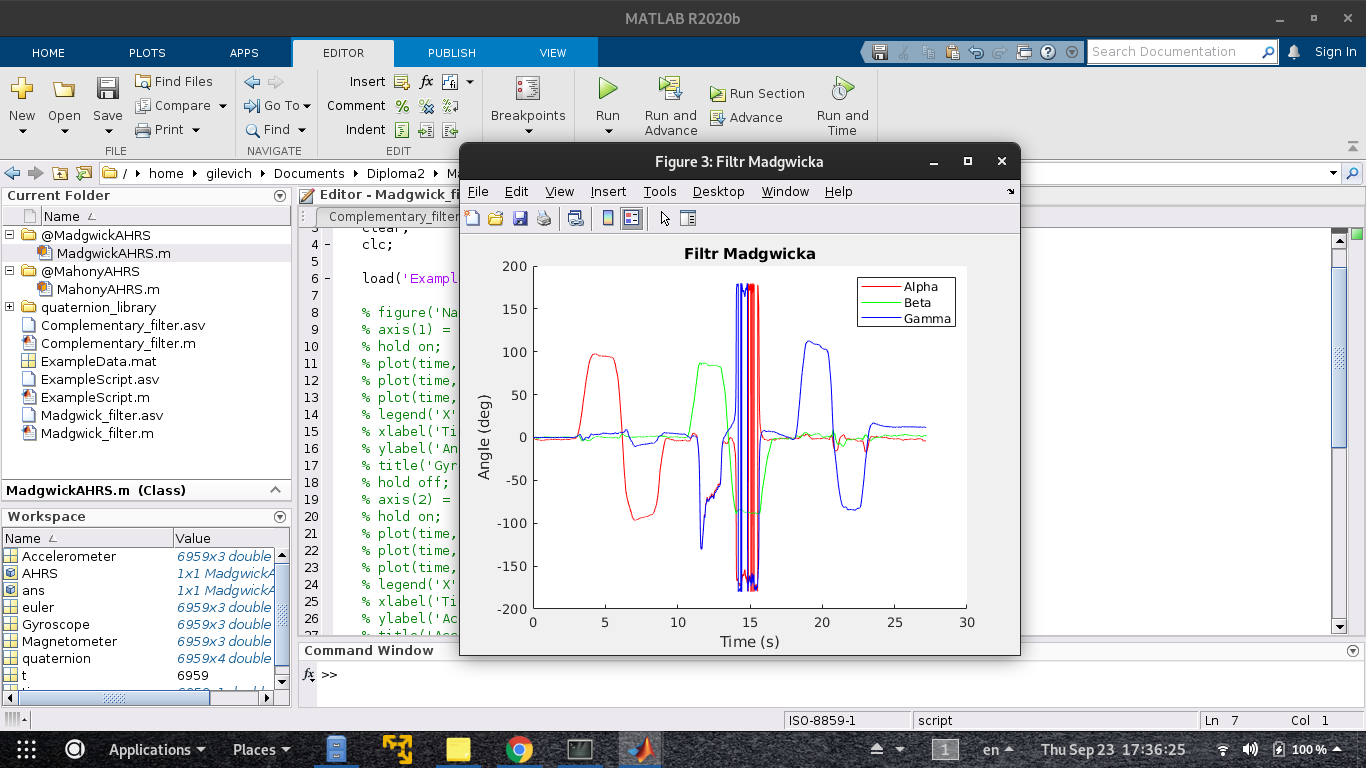 MATLAB R2020b
HOME PLOTS APPS EDITOR PUBLISH VIEW Search Documentation Sign In
New Open Save Find Files Compare Print
FILE
Go To Find
NAVIGATE
Insert fx
Comment
Indent
EDIT
Breakpoints
Run Run and Advance Run Section Advance Run and Time
RUN
/ home gilevich Documents Diploma2
Current Folder
Name
@MadgwickAHRS
MadgwickAHRS.m
@MahonyAHRS
MahonyAHRS.m
quaternion_library
Complementary_filter.asv
Complementary_filter.m
ExampleData.mat
ExampleScript.asv
ExampleScript.m
Madgwick_filter.asv
Madgwick_filter.m
MadgwickAHRS.m (Class)
Workspace
Name Value
Accelerometer 6959x3 double
AHRS 1x1 MadgwickA
ans 1x1 MadgwickA
euler 6959x3 double
Gyroscope 6959x3 double
Magnetometer 6959x3 double
quaternion 6959x4 double
t 6959
Editor - Madgwick_fi
Complementary_filter
3 clear;
4 clc;
5
6 load('Exampl
7
8 % figure('Na
9 % axis(1) =
10 % hold on;
11 % plot(time,
12 % plot(time,
13 % plot(time,
14 % legend('X'
15 % xlabel('Ti
16 % ylabel('An
17 % title('Gyr
18 % hold off;
19 % axis(2) =
20 % hold on;
21 % plot(time,
22 % plot(time,
23 % plot(time,
24 % legend('X'
25 % xlabel('Ti
26 % ylabel('Ac
27 % title('Acc
Figure 3: Filtr Madgwicka
File Edit View Insert Tools Desktop Window Help
Filtr Madgwicka
Alpha
Beta
Gamma
Angle (deg)
200
150
100
50
0
-50
-100
-150
-200
0 5 10 15 20 25 30
Time (s)
Command Window
fx >>
ISO-8859-1 script Ln 7 Col 1
Applications Places 1 en Thu Sep 23 17:36:25 100 %